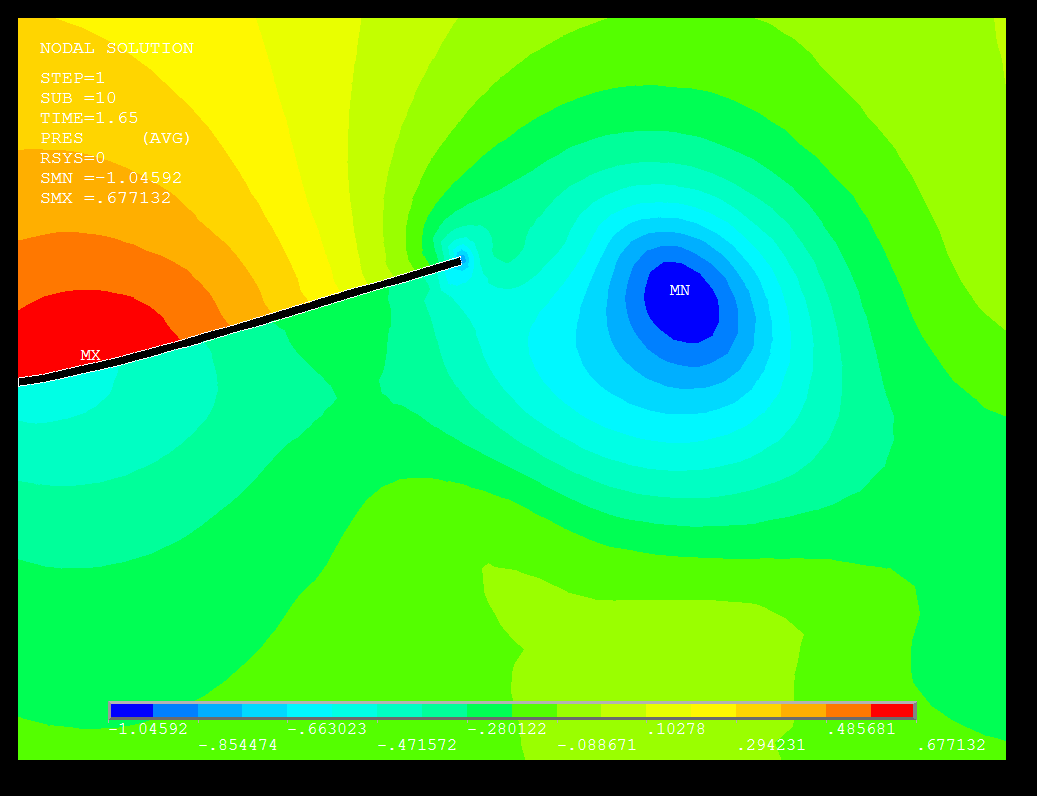 NODAL SOLUTION
STEP=1
SUB =10
TIME=1.65
PRES (AVG)
RSYS=0
SMN =-1.04592
SMX =.677132
MN
MX
-1.04592 -.663023 -.280122 .10278 .485681
-.854474 -.471572 -.088671 .294231 .677132